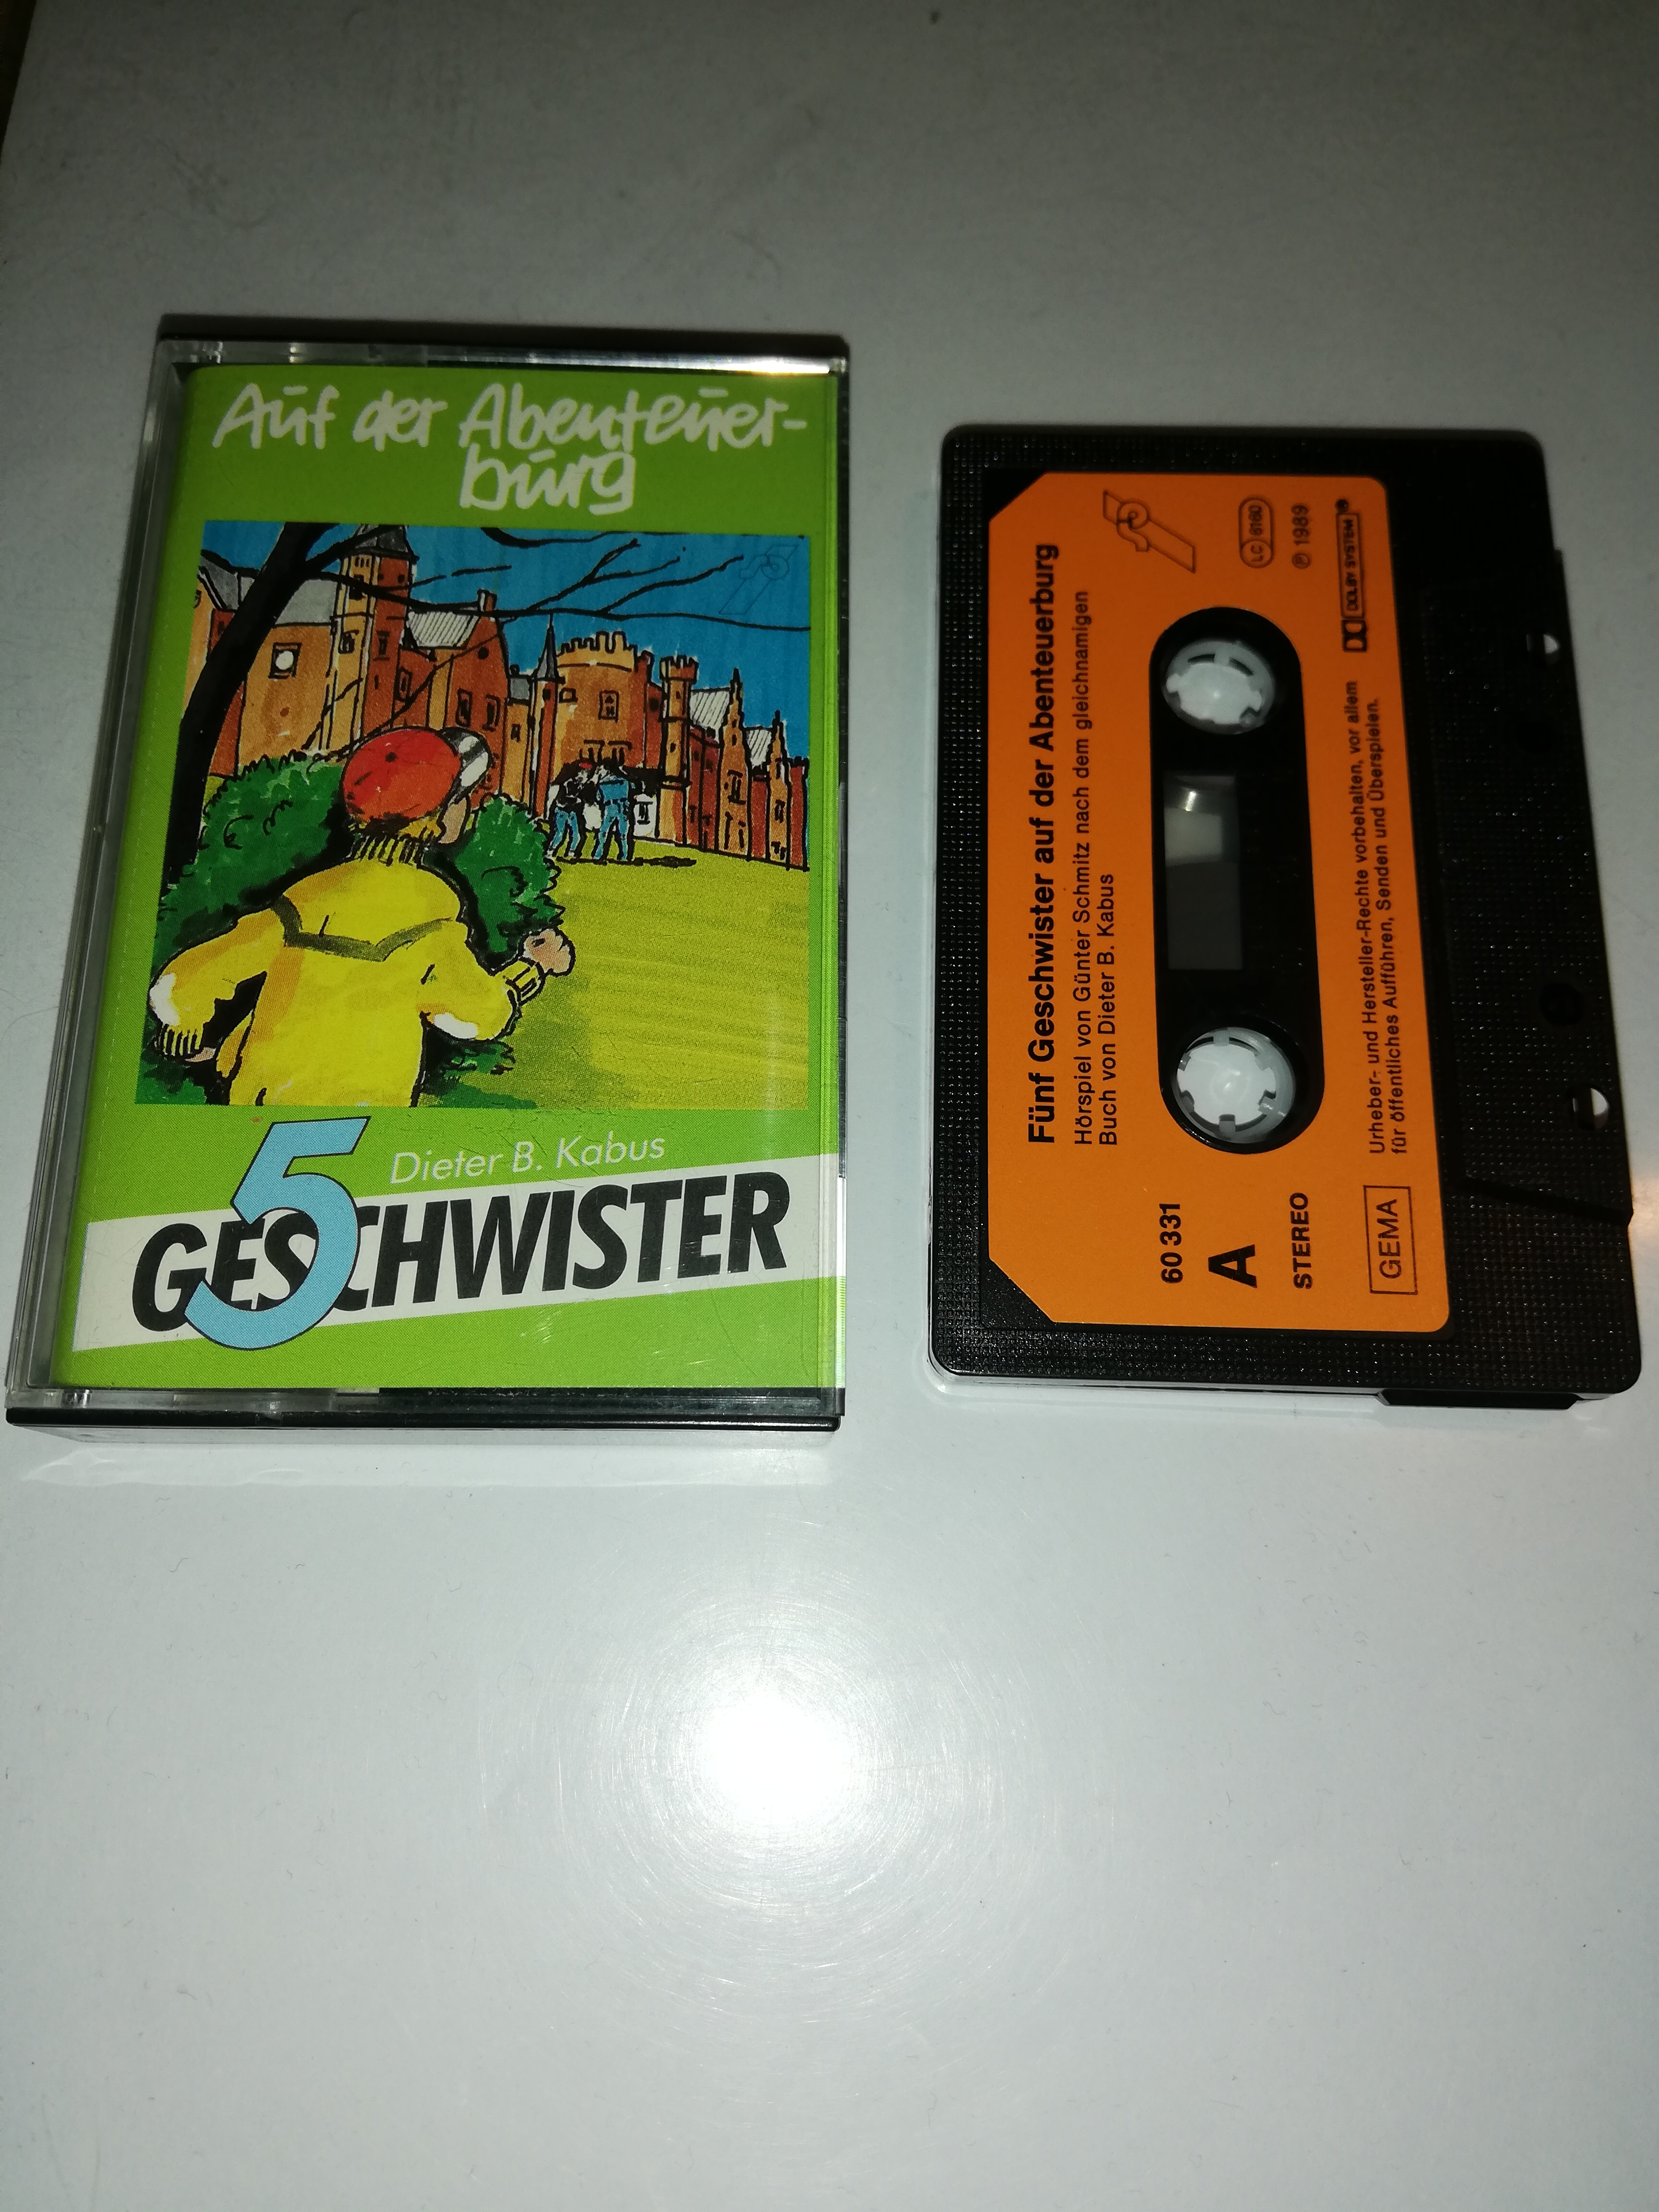 Auf der Abenteuer-
burg
Dieter B. Kabus
5
GESCHWISTER
Fünf Geschwister auf der Abenteuerburg
Hörspiel von Günter Schmitz nach dem gleichnamigen
Buch von Dieter B. Kabus
60 331
A
STEREO
LC 6160
℗ 1989
DOLBY SYSTEM®
GEMA
Urheber- und Hersteller-Rechte vorbehalten, vor allem
für öffentliches Aufführen, Senden und Überspielen.